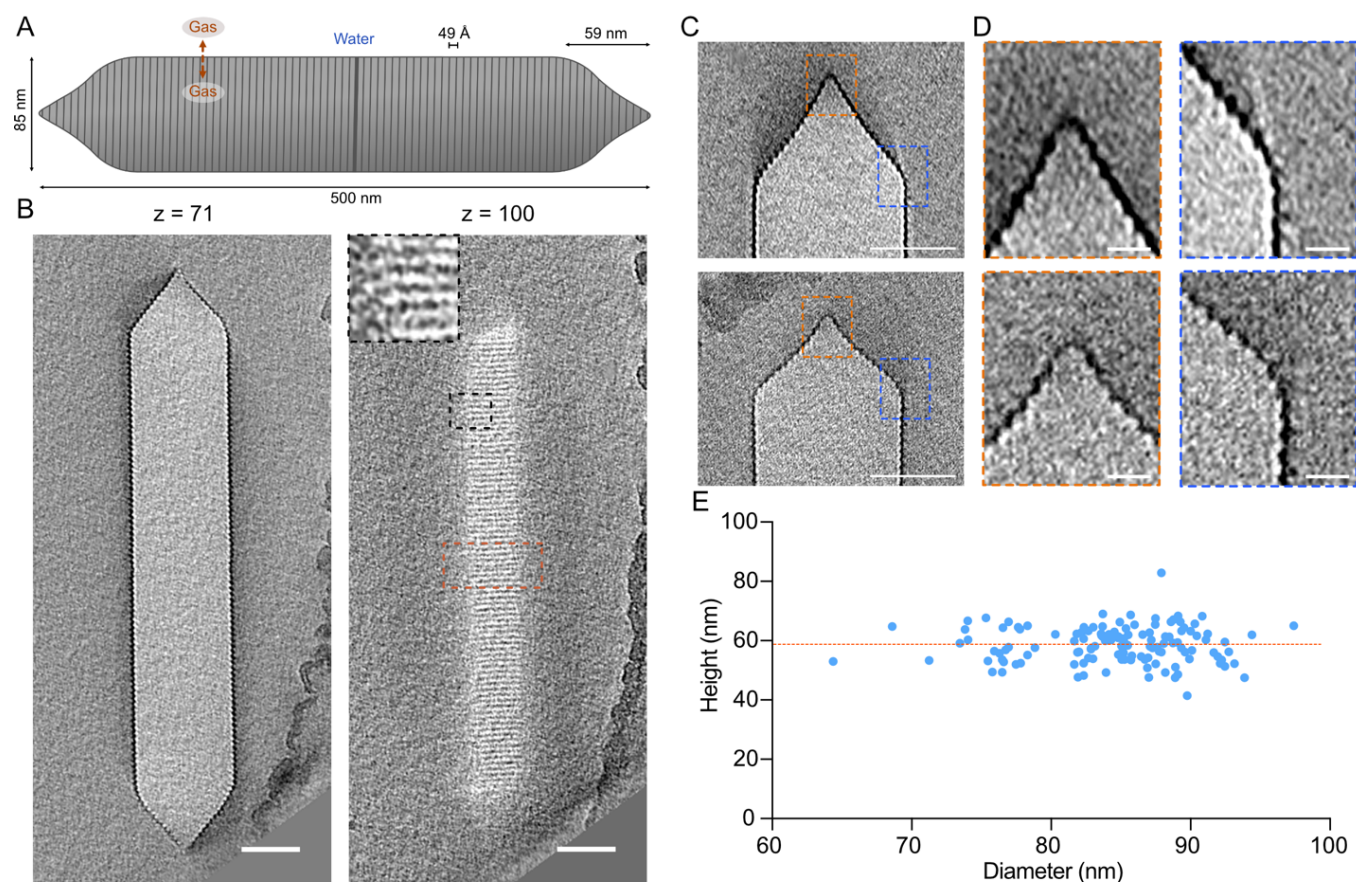 A
Gas
Gas
Water
49 Å
59 nm
85 nm
500 nm
B
z = 71
z = 100
C
D
E
Height (nm)
100
80
60
40
20
0
60
70
80
90
100
Diameter (nm)